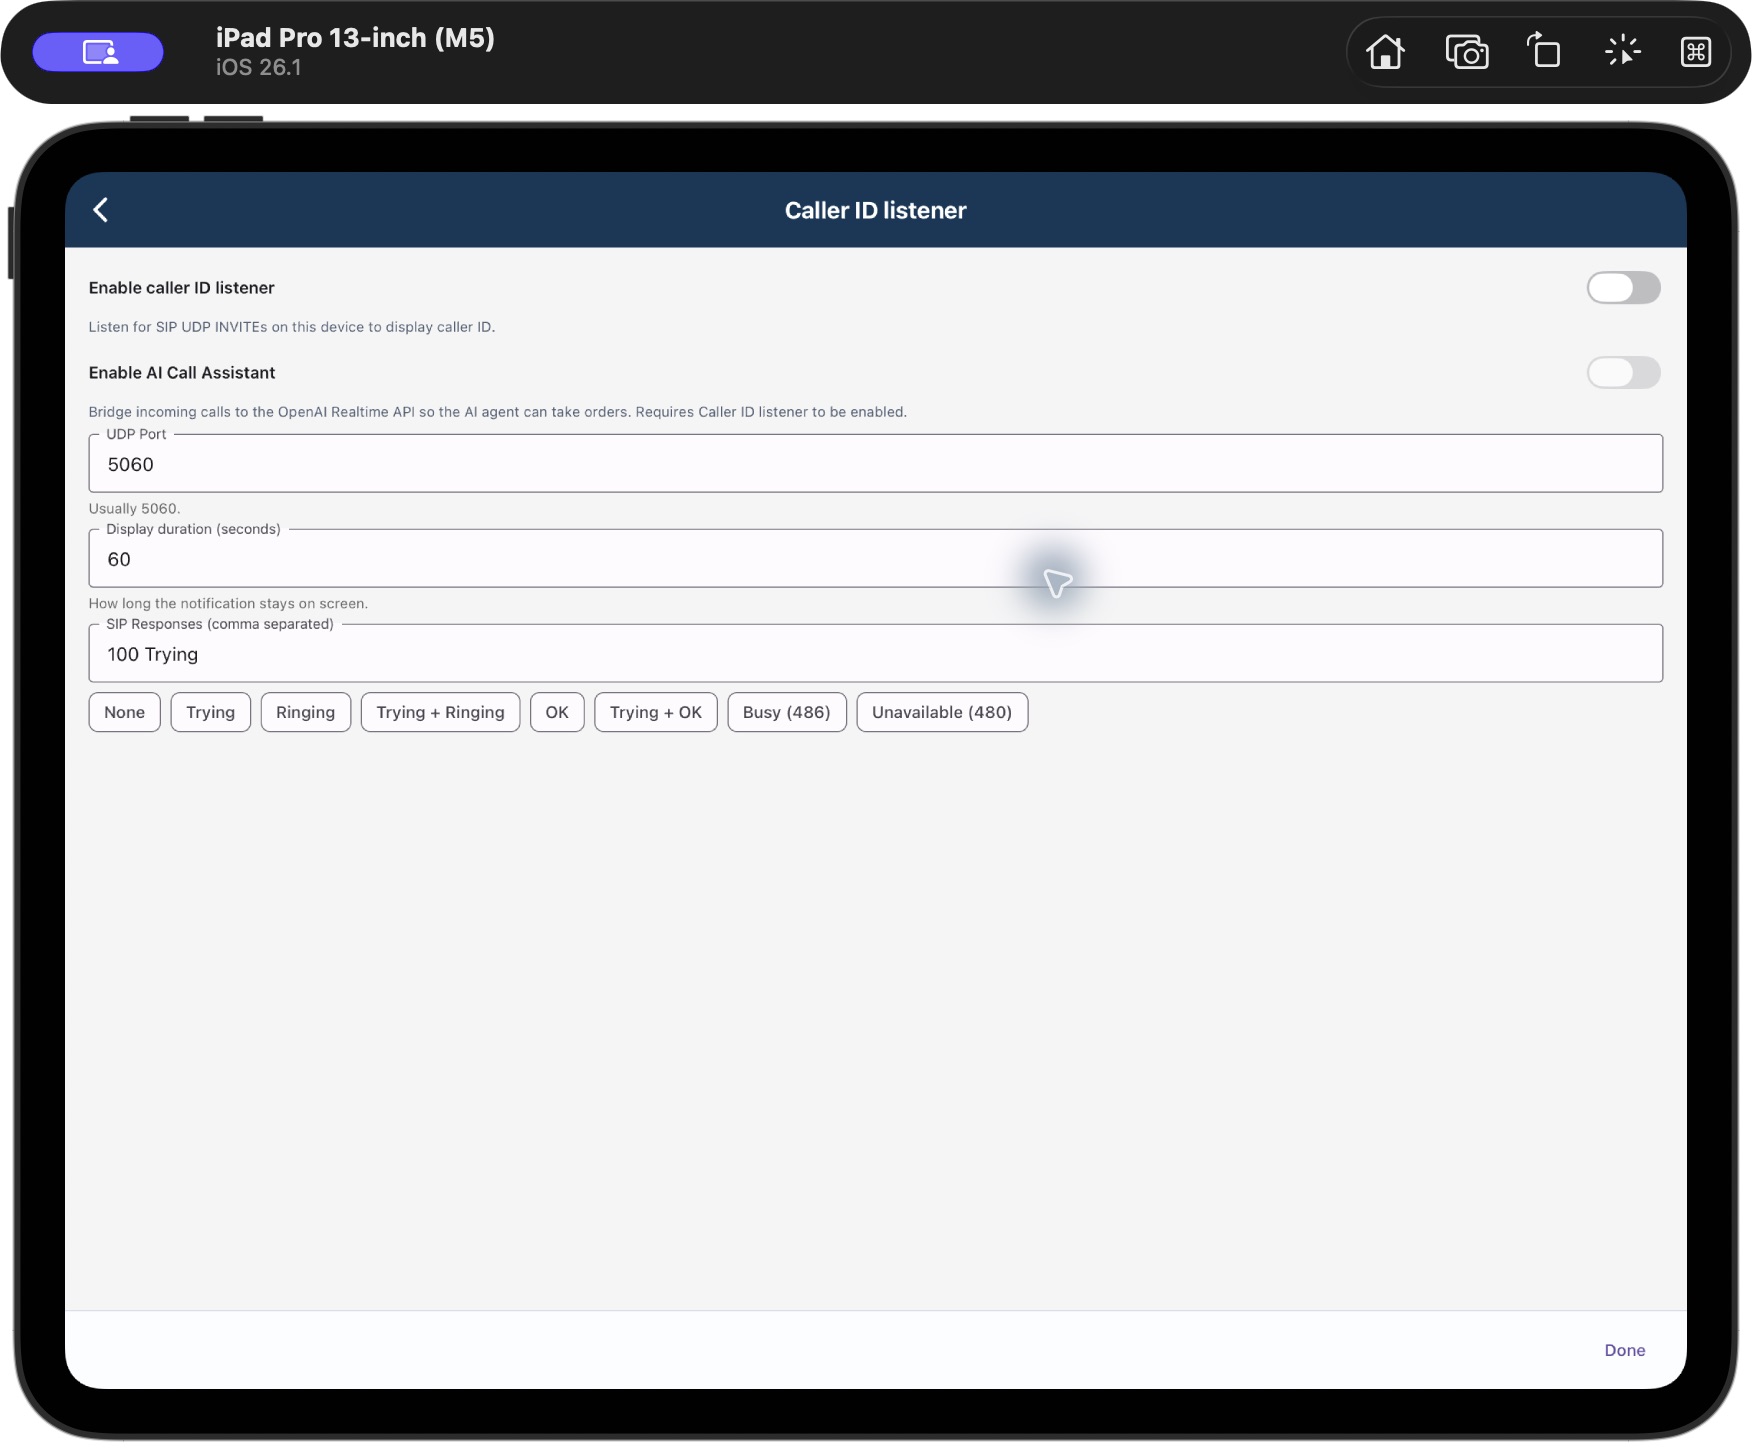 iPad Pro 13-inch (M5)
iOS 26.1
Caller ID listener
Enable caller ID listener
Listen for SIP UDP INVITEs on this device to display caller ID.
Enable AI Call Assistant
Bridge incoming calls to the OpenAI Realtime API so the AI agent can take orders. Requires Caller ID listener to be enabled.
UDP Port
5060
Usually 5060.
Display duration (seconds)
60
How long the notification stays on screen.
SIP Responses (comma separated)
100 Trying
None Trying Ringing Trying + Ringing OK Trying + OK Busy (486) Unavailable (480)
Done